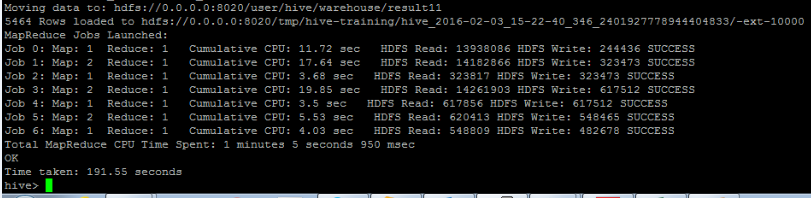 Moving data to: hdfs://0.0.0.0:8020/user/hive/warehouse/result11
5464 Rows loaded to hdfs://0.0.0.0:8020/tmp/hive-training/hive_2016-02-03_15-22-40_346_2401927778944404833/-ext-10000
MapReduce Jobs Launched:
Job 0: Map: 1  Reduce: 1   Cumulative CPU: 11.72 sec   HDFS Read: 13938086 HDFS Write: 244436 SUCCESS
Job 1: Map: 2  Reduce: 1   Cumulative CPU: 17.64 sec   HDFS Read: 14182866 HDFS Write: 323473 SUCCESS
Job 2: Map: 1  Reduce: 1   Cumulative CPU: 3.68 sec   HDFS Read: 323817 HDFS Write: 323473 SUCCESS
Job 3: Map: 2  Reduce: 1   Cumulative CPU: 19.85 sec   HDFS Read: 14261903 HDFS Write: 617512 SUCCESS
Job 4: Map: 1  Reduce: 1   Cumulative CPU: 3.5 sec   HDFS Read: 617856 HDFS Write: 617512 SUCCESS
Job 5: Map: 2  Reduce: 1   Cumulative CPU: 5.53 sec   HDFS Read: 620413 HDFS Write: 548465 SUCCESS
Job 6: Map: 1  Reduce: 1   Cumulative CPU: 4.03 sec   HDFS Read: 548809 HDFS Write: 482678 SUCCESS
Total MapReduce CPU Time Spent: 1 minutes 5 seconds 950 msec
OK
Time taken: 191.55 seconds
hive>